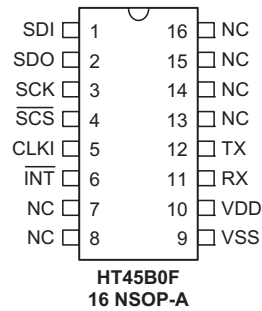 SDI 1 16 NC
SDO 2 15 NC
SCK 3 14 NC
SCS 4 13 NC
CLKI 5 12 TX
INT 6 11 RX
NC 7 10 VDD
NC 8 9 VSS
HT45B0F
16 NSOP-A